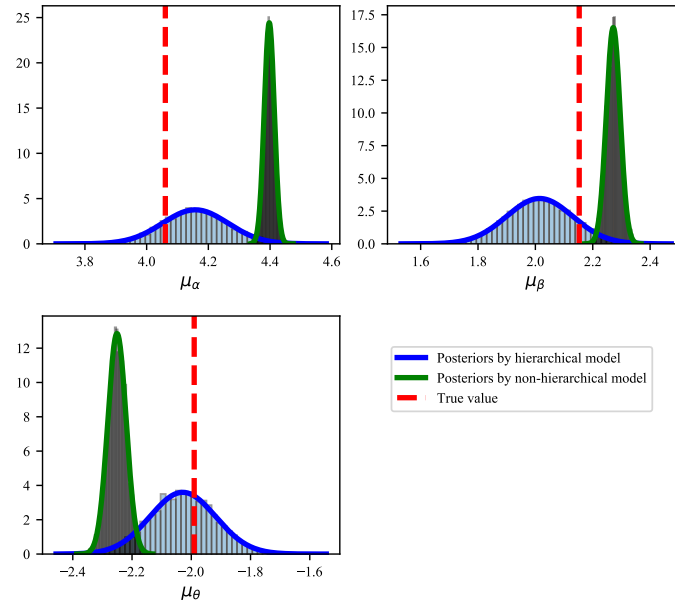 25
20
15
10
5
0
3.8 4.0 4.2 4.4 4.6
μα
17.5
15.0
12.5
10.0
7.5
5.0
2.5
0.0
1.6 1.8 2.0 2.2 2.4
μβ
12
10
8
6
4
2
0
−2.4 −2.2 −2.0 −1.8 −1.6
μθ
Posteriors by hierarchical model
Posteriors by non-hierarchical model
True value